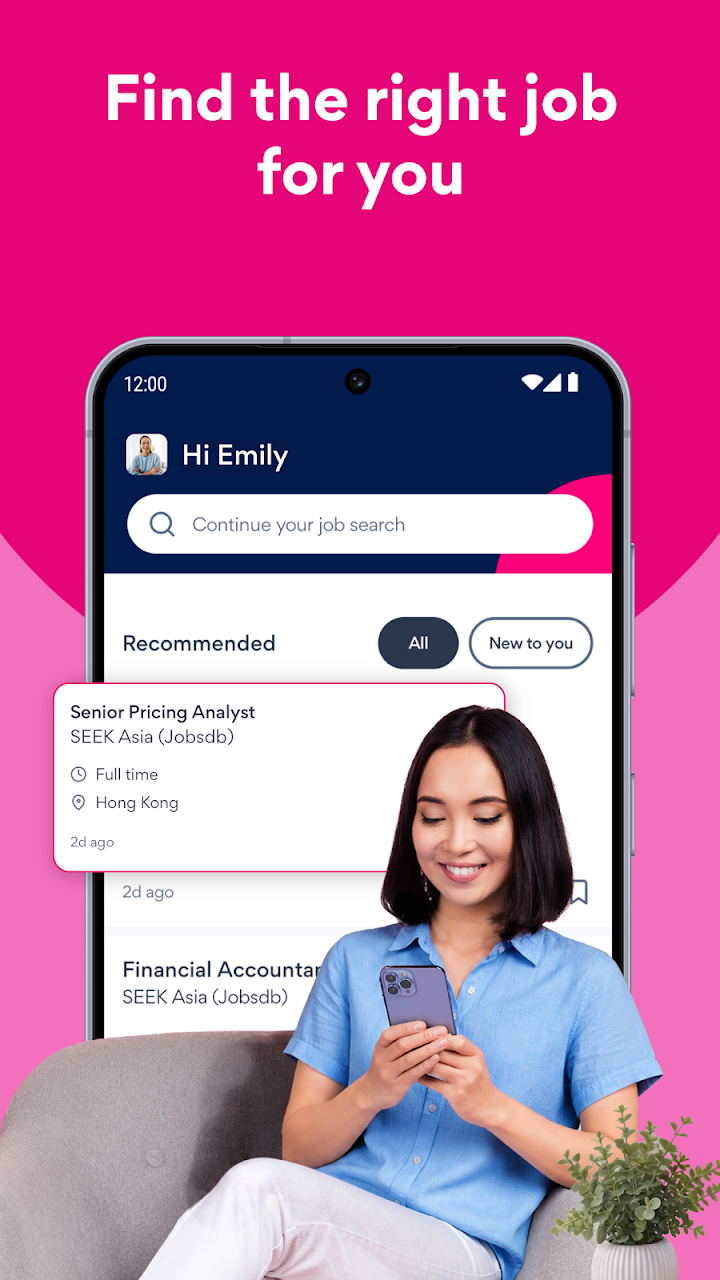 Find the right job
for you
12:00
Hi Emily
Continue your job search
Recommended
All
New to you
Senior Pricing Analyst
SEEK Asia (Jobsdb)
Full time
Hong Kong
2d ago
2d ago
Financial
SEEK Asia (Jobsdb)